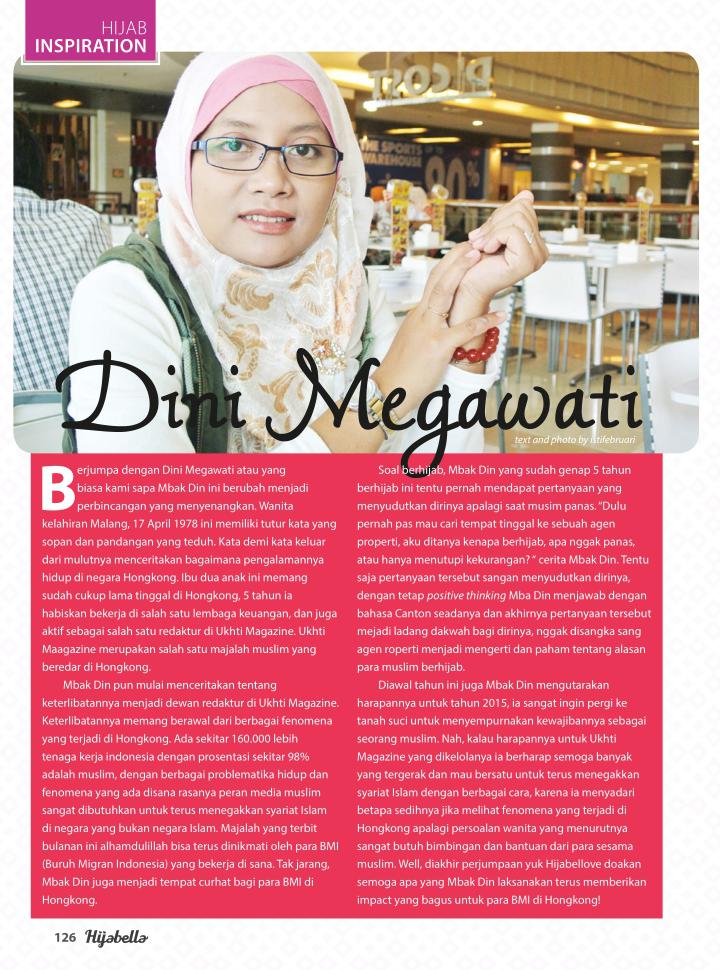 HIJAB
INSPIRATION
DICOST
THE SPORTS
WAREHOUSE
80%
Dini Megawati
text and photo by istifebruari
Berjumpa dengan Dini Megawati atau yang
biasa kami sapa Mbak Din ini berubah menjadi
perbincangan yang menyenangkan. Wanita
kelahiran Malang, 17 April 1978 ini memiliki tutur kata yang
sopan dan pandangan yang teduh. Kata demi kata keluar
dari mulutnya menceritakan bagaimana pengalamannya
hidup di negara Hongkong. Ibu dua anak ini memang
sudah cukup lama tinggal di Hongkong, 5 tahun ia
habiskan bekerja di salah satu lembaga keuangan, dan juga
aktif sebagai salah satu redaktur di Ukhti Magazine. Ukhti
Maagazine merupakan salah satu majalah muslim yang
beredar di Hongkong.
Mbak Din pun mulai menceritakan tentang
keterlibatannya menjadi dewan redaktur di Ukhti Magazine.
Keterlibatannya memang berawal dari berbagai fenomena
yang terjadi di Hongkong. Ada sekitar 160.000 lebih
tenaga kerja indonesia dengan prosentasi sekitar 98%
adalah muslim, dengan berbagai problematika hidup dan
fenomena yang ada disana rasanya peran media muslim
sangat dibutuhkan untuk terus menegakkan syariat Islam
di negara yang bukan negara Islam. Majalah yang terbit
bulanan ini alhamdulillah bisa terus dinikmati oleh para BMI
(Buruh Migran Indonesia) yang bekerja di sana. Tak jarang,
Mbak Din juga menjadi tempat curhat bagi para BMI di
Hongkong.
Soal berhijab, Mbak Din yang sudah genap 5 tahun
berhijab ini tentu pernah mendapat pertanyaan yang
menyudutkan dirinya apalagi saat musim panas. “Dulu
pernah pas mau cari tempat tinggal ke sebuah agen
properti, aku ditanya kenapa berhijab, apa nggak panas,
atau hanya menutupi kekurangan? “ cerita Mbak Din. Tentu
saja pertanyaan tersebut sangan menyudutkan dirinya,
dengan tetap positive thinking Mba Din menjawab dengan
bahasa Canton seadanya dan akhirnya pertanyaan tersebut
mejadi ladang dakwah bagi dirinya, nggak disangka sang
agen roperti menjadi mengerti dan paham tentang alasan
para muslim berhijab.
Diawal tahun ini juga Mbak Din mengutarakan
harapannya untuk tahun 2015, ia sangat ingin pergi ke
tanah suci untuk menyempurnakan kewajibannya sebagai
seorang muslim. Nah, kalau harapannya untuk Ukhti
Magazine yang dikelolanya ia berharap semoga banyak
yang tergerak dan mau bersatu untuk terus menegakkan
syariat Islam dengan berbagai cara, karena ia menyadari
betapa sedihnya jika melihat fenomena yang terjadi di
Hongkong apalagi persoalan wanita yang menurutnya
sangat butuh bimbingan dan bantuan dari para sesama
muslim. Well, diakhir perjumpaan yuk Hijabellove doakan
semoga apa yang Mbak Din laksanakan terus memberikan
impact yang bagus untuk para BMI di Hongkong!
126 Hijabella